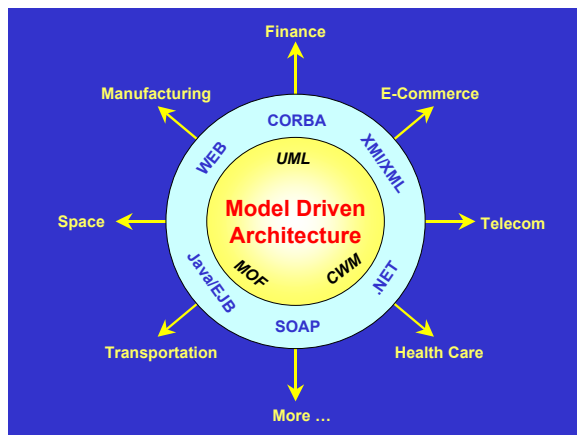 Finance
Manufacturing
E-Commerce
CORBA
WEB
XMI/XML
UML
Model Driven
Architecture
Space
Telecom
MOF
CWM
Java/EJB
.NET
SOAP
Transportation
Health Care
More ...